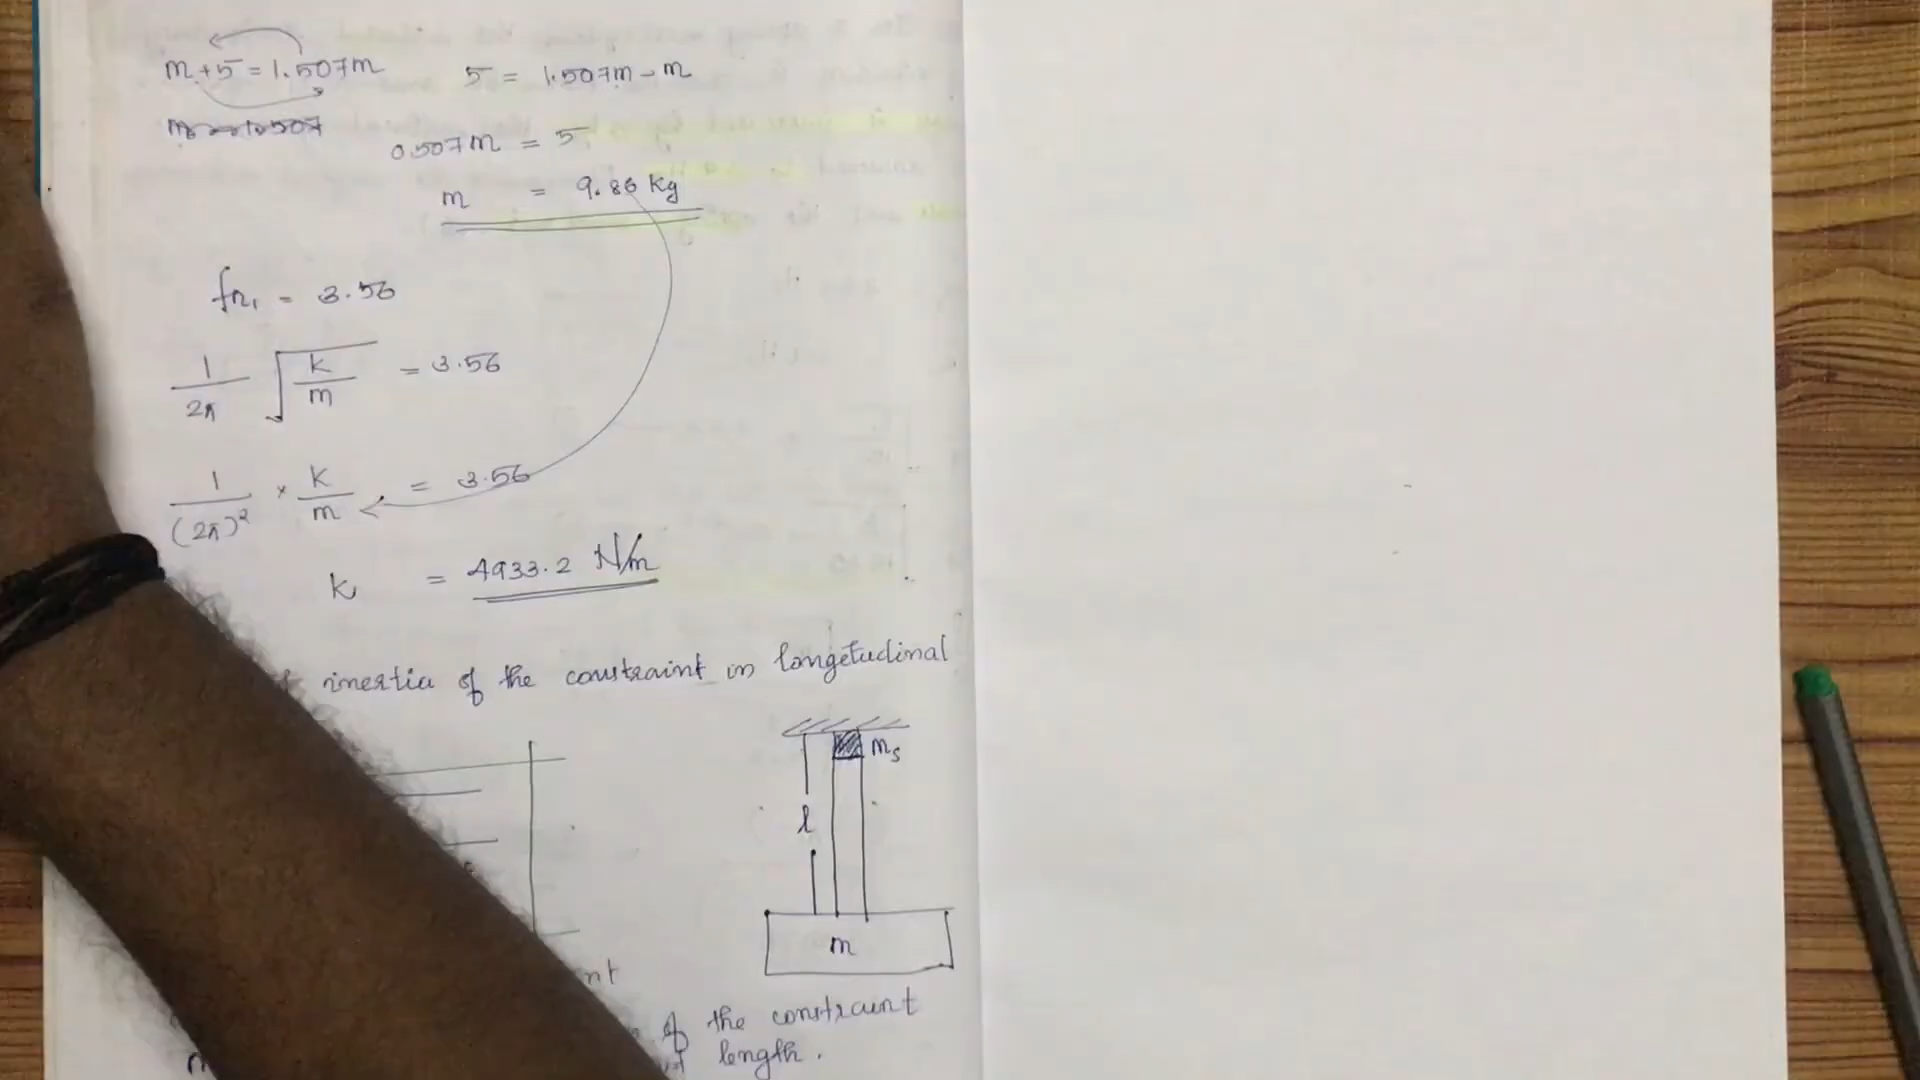 m + 5 = 1.507m
5 = 1.507m - m
0.507m = 5
m = 9.86 Kg
fn₁ = 3.56
1/2π √(k/m) = 3.56
1/(2π)² × k/m = 3.56
k = 4933.2 N/m
inertia of the constraint in longetudinal
ms
l
m
of the constraint
length.